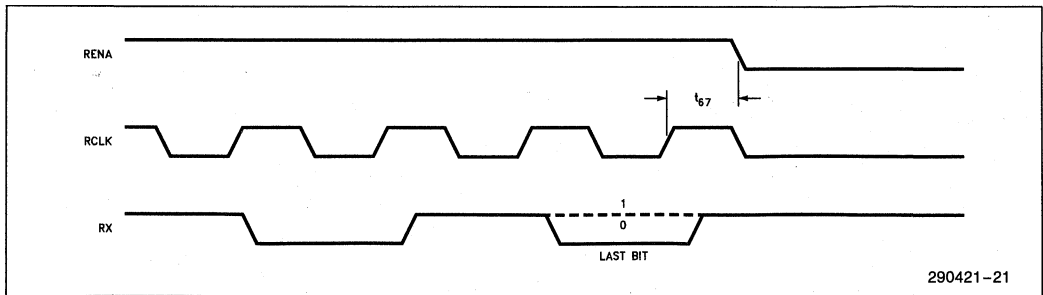 RENA
t67
RCLK
1
RX
0
LAST BIT
290421-21